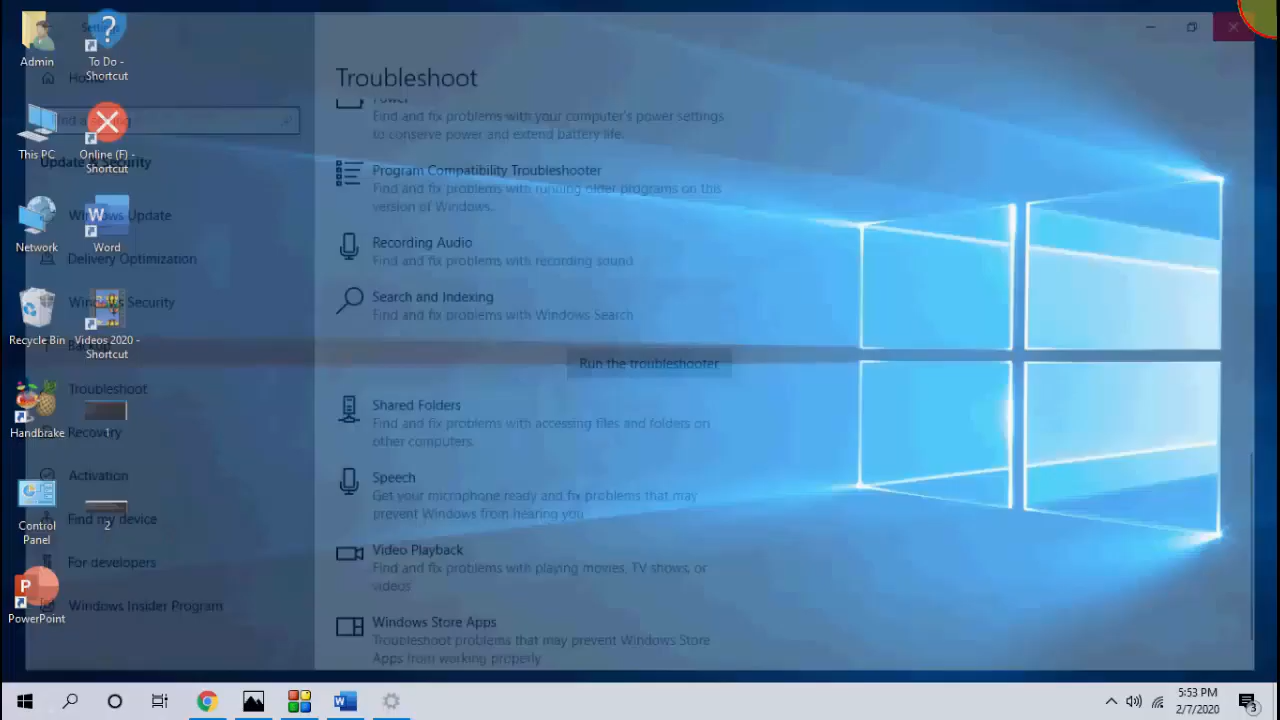 Admin
To Do -
Shortcut
This PC
Online (F) -
Shortcut
Network
Word
Recycle Bin
Videos 2020 -
Shortcut
Handbrake
1
Control
Panel
2
PowerPoint
Settings
Home
Find a setting
Update & Security
Windows Update
Delivery Optimization
Windows Security
Backup
Troubleshoot
Recovery
Activation
Find my device
For developers
Windows Insider Program
Troubleshoot
Power
Find and fix problems with your computer's power settings
to conserve power and extend battery life.
Program Compatibility Troubleshooter
Find and fix problems with running older programs on this
version of Windows.
Recording Audio
Find and fix problems with recording sound
Search and Indexing
Find and fix problems with Windows Search
Run the troubleshooter
Shared Folders
Find and fix problems with accessing files and folders on
other computers.
Speech
Get your microphone ready and fix problems that may
prevent Windows from hearing you
Video Playback
Find and fix problems with playing movies, TV shows, or
videos
Windows Store Apps
Troubleshoot problems that may prevent Windows Store
Apps from working properly
5:53 PM
2/7/2020
3